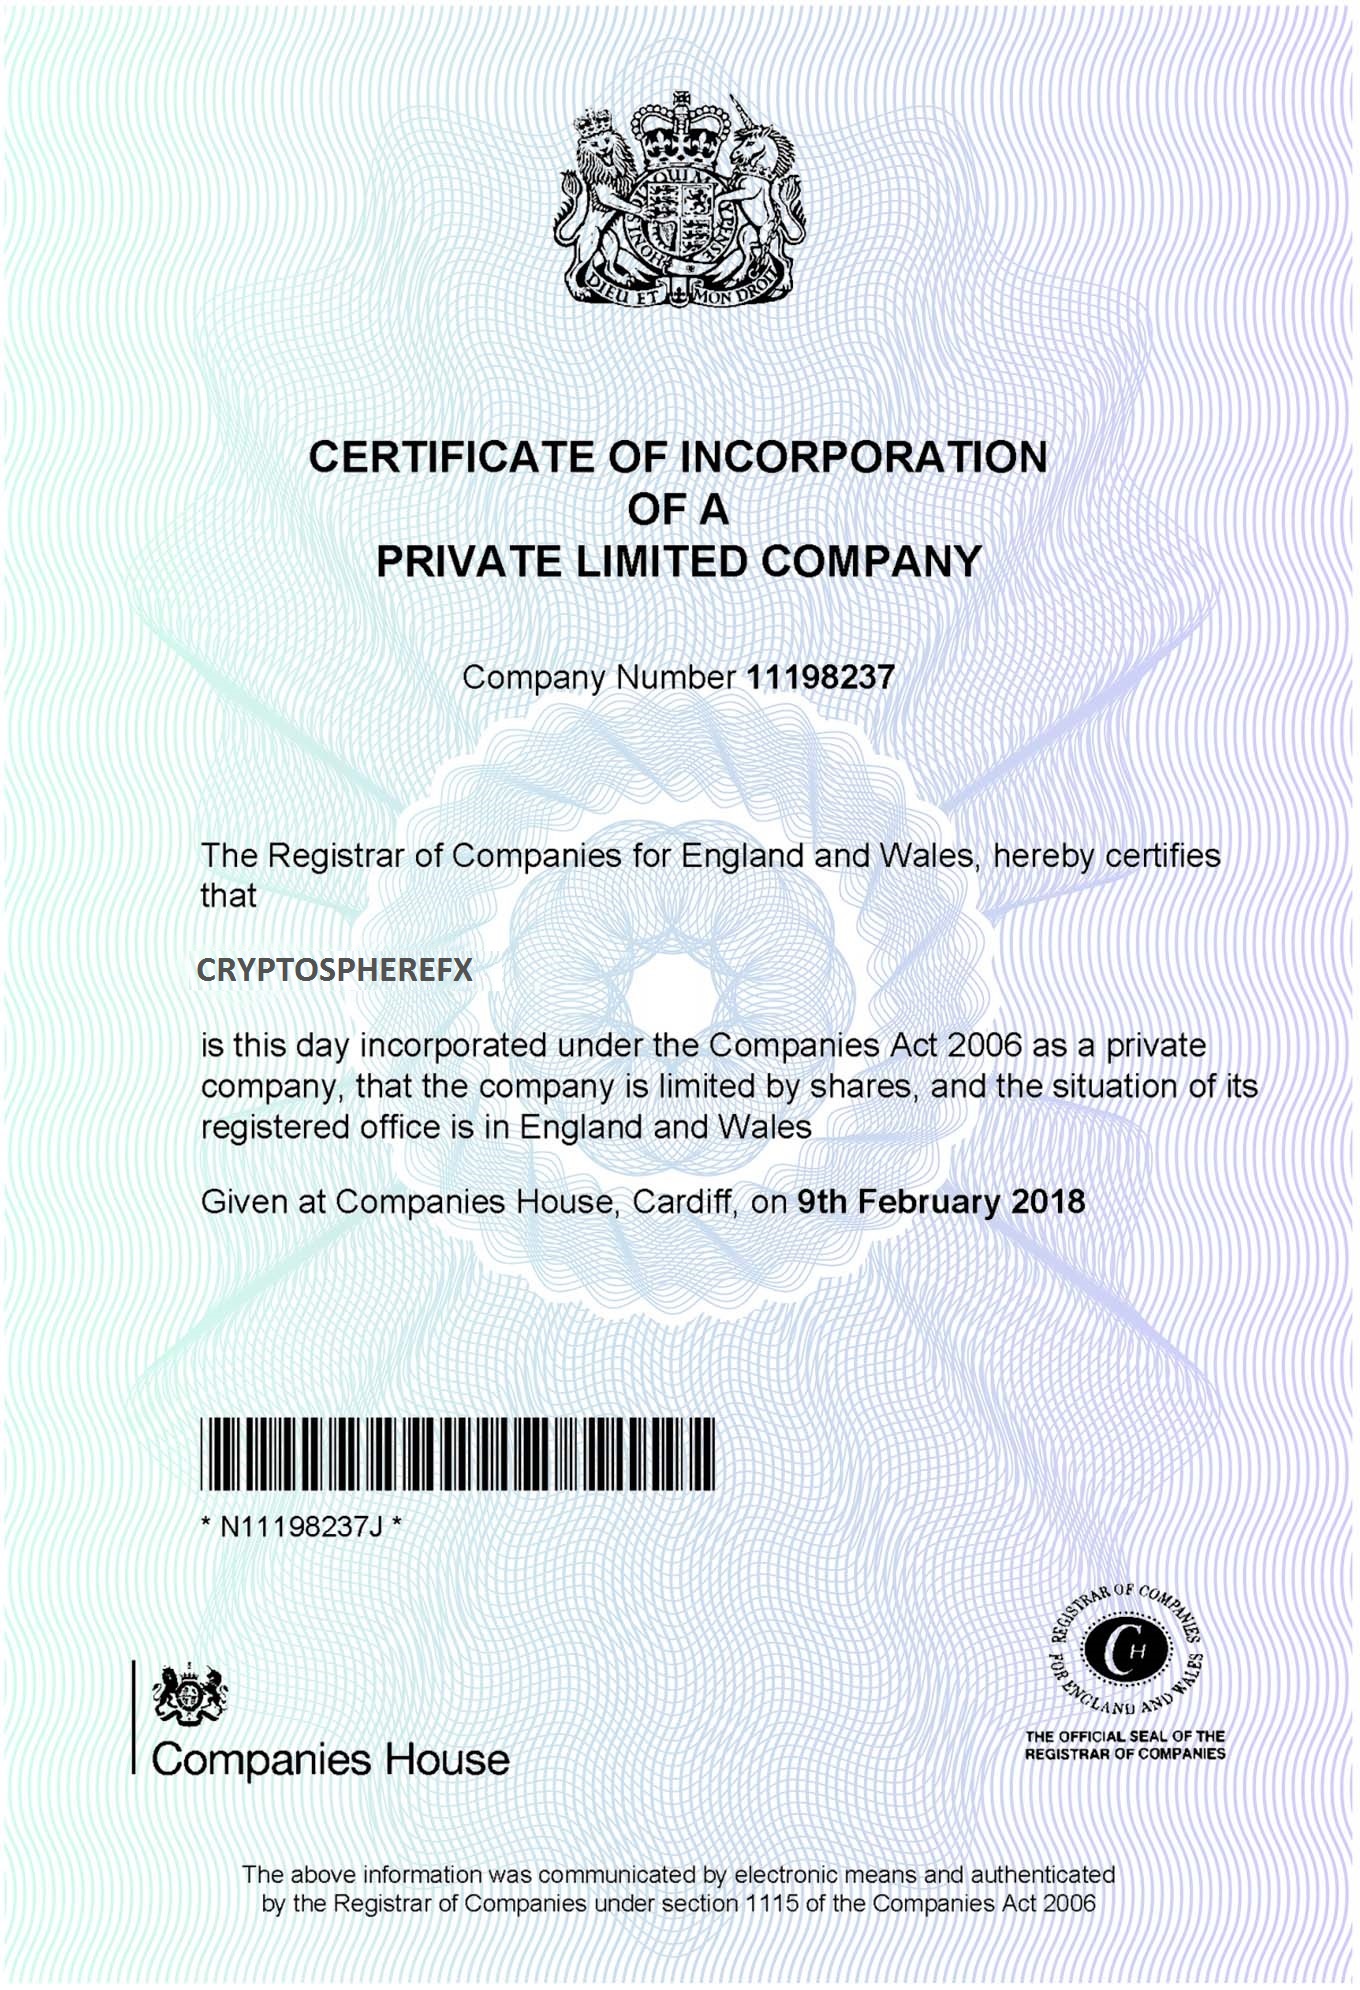 QUI
Y PENSE
HONI S
DIEU ET MON DROIT
CERTIFICATE OF INCORPORATION
OF A
PRIVATE LIMITED COMPANY
Company Number 11198237
The Registrar of Companies for England and Wales, hereby certifies
that
CRYPTOSPHEREFX
is this day incorporated under the Companies Act 2006 as a private
company, that the company is limited by shares, and the situation of its
registered office is in England and Wales
Given at Companies House, Cardiff, on 9th February 2018
* N11198237J *
REGISTRAR OF COMPANIES
FOR ENGLAND AND WALES
C H
THE OFFICIAL SEAL OF THE
REGISTRAR OF COMPANIES
Companies House
The above information was communicated by electronic means and authenticated
by the Registrar of Companies under section 1115 of the Companies Act 2006